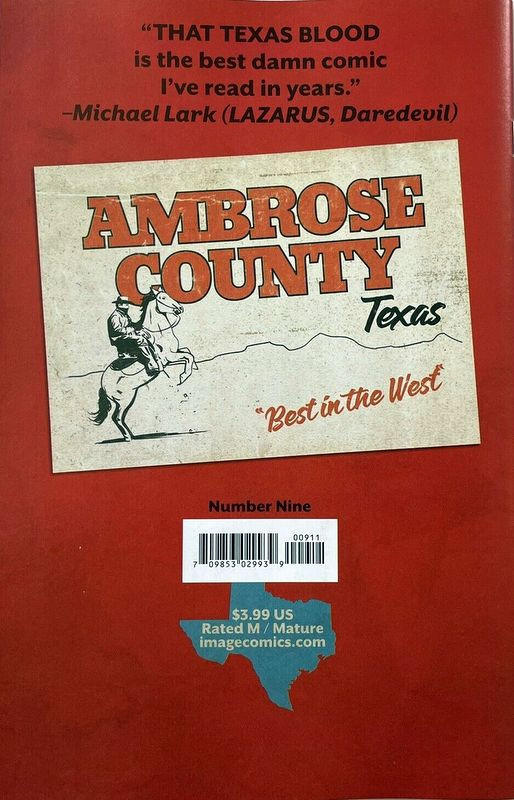 “THAT TEXAS BLOOD
is the best damn comic
I’ve read in years.”
–Michael Lark (LAZARUS, Daredevil)
AMBROSE
COUNTY
Texas
“Best in the West”
Number Nine
00911
7 09853 02993 9
$3.99 US
Rated M / Mature
imagecomics.com